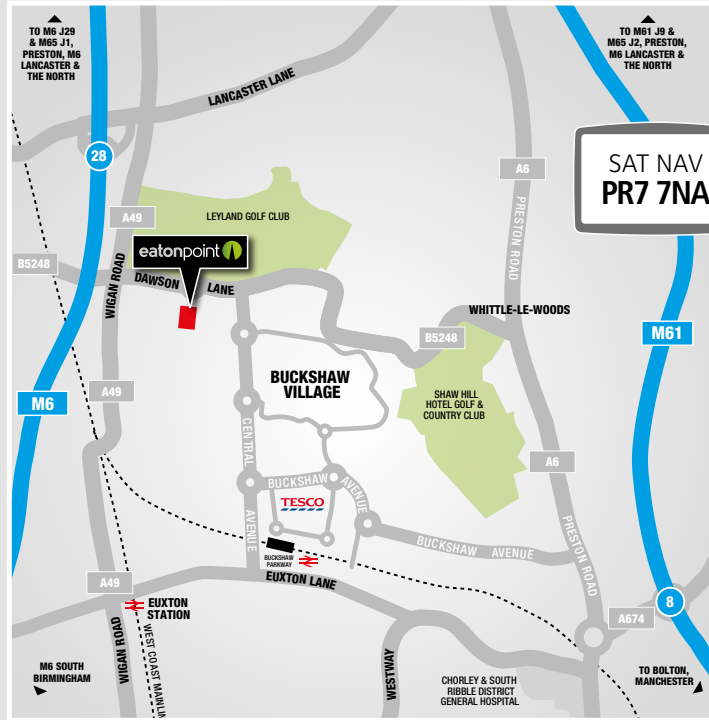 TO M6 J29
& M65 J1,
PRESTON, M6
LANCASTER &
THE NORTH
TO M61 J9 &
M65 J2, PRESTON,
M6 LANCASTER &
THE NORTH
LANCASTER LANE
28
A6
SAT NAV
PR7 7NA
PRESTON ROAD
A49
LEYLAND GOLF CLUB
eatonpoint
B5248
WIGAN ROAD
DAWSON LANE
WHITTLE-LE-WOODS
B5248
M61
BUCKSHAW
VILLAGE
A49
M6
SHAW HILL
HOTEL GOLF &
COUNTRY CLUB
CENTRAL
AVENUE
A6
BUCKSHAW AVENUE
TESCO
PRESTON ROAD
BUCKSHAW AVENUE
BUCKSHAW
PARKWAY
EUXTON LANE
A49
EUXTON
STATION
8
A674
WIGAN ROAD
WEST COAST MAINLIN
WESTWAY
M6 SOUTH
BIRMINGHAM
CHORLEY & SOUTH
RIBBLE DISTRICT
GENERAL HOSPITAL
TO BOLTON,
MANCHESTER